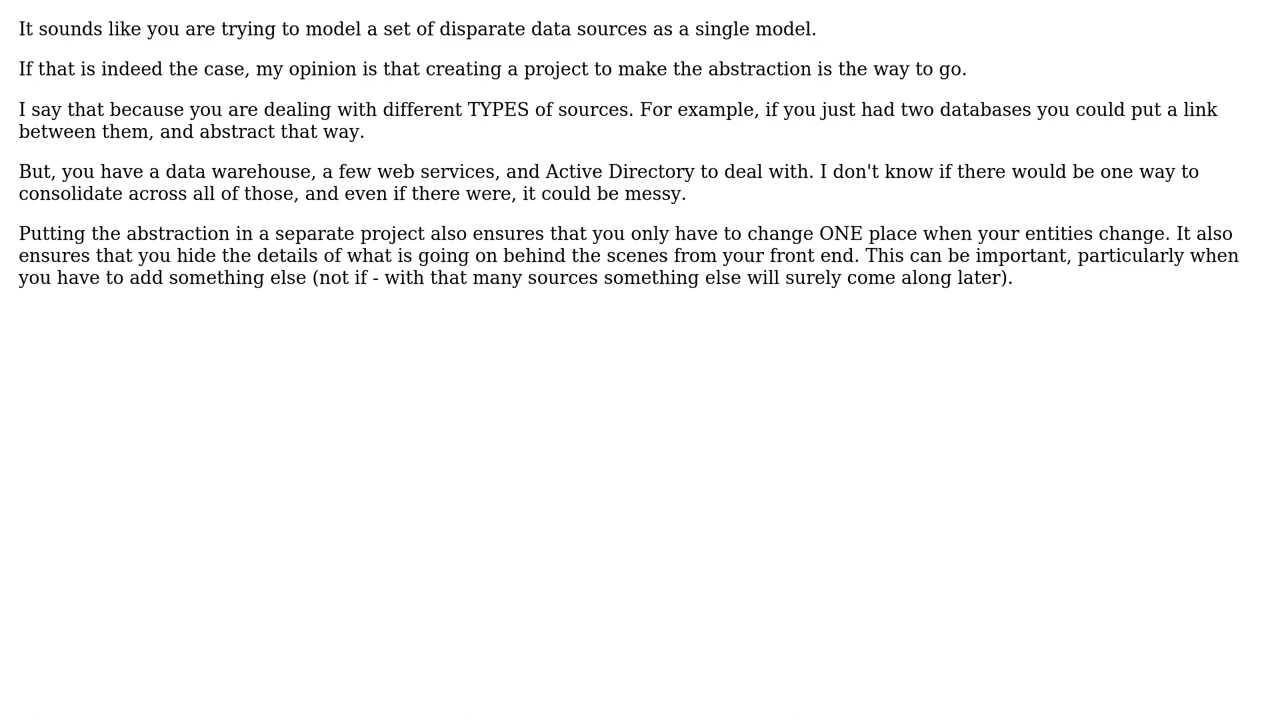 It sounds like you are trying to model a set of disparate data sources as a single model.
If that is indeed the case, my opinion is that creating a project to make the abstraction is the way to go.
I say that because you are dealing with different TYPES of sources. For example, if you just had two databases you could put a link
between them, and abstract that way.
But, you have a data warehouse, a few web services, and Active Directory to deal with. I don't know if there would be one way to
consolidate across all of those, and even if there were, it could be messy.
Putting the abstraction in a separate project also ensures that you only have to change ONE place when your entities change. It also
ensures that you hide the details of what is going on behind the scenes from your front end. This can be important, particularly when
you have to add something else (not if - with that many sources something else will surely come along later).